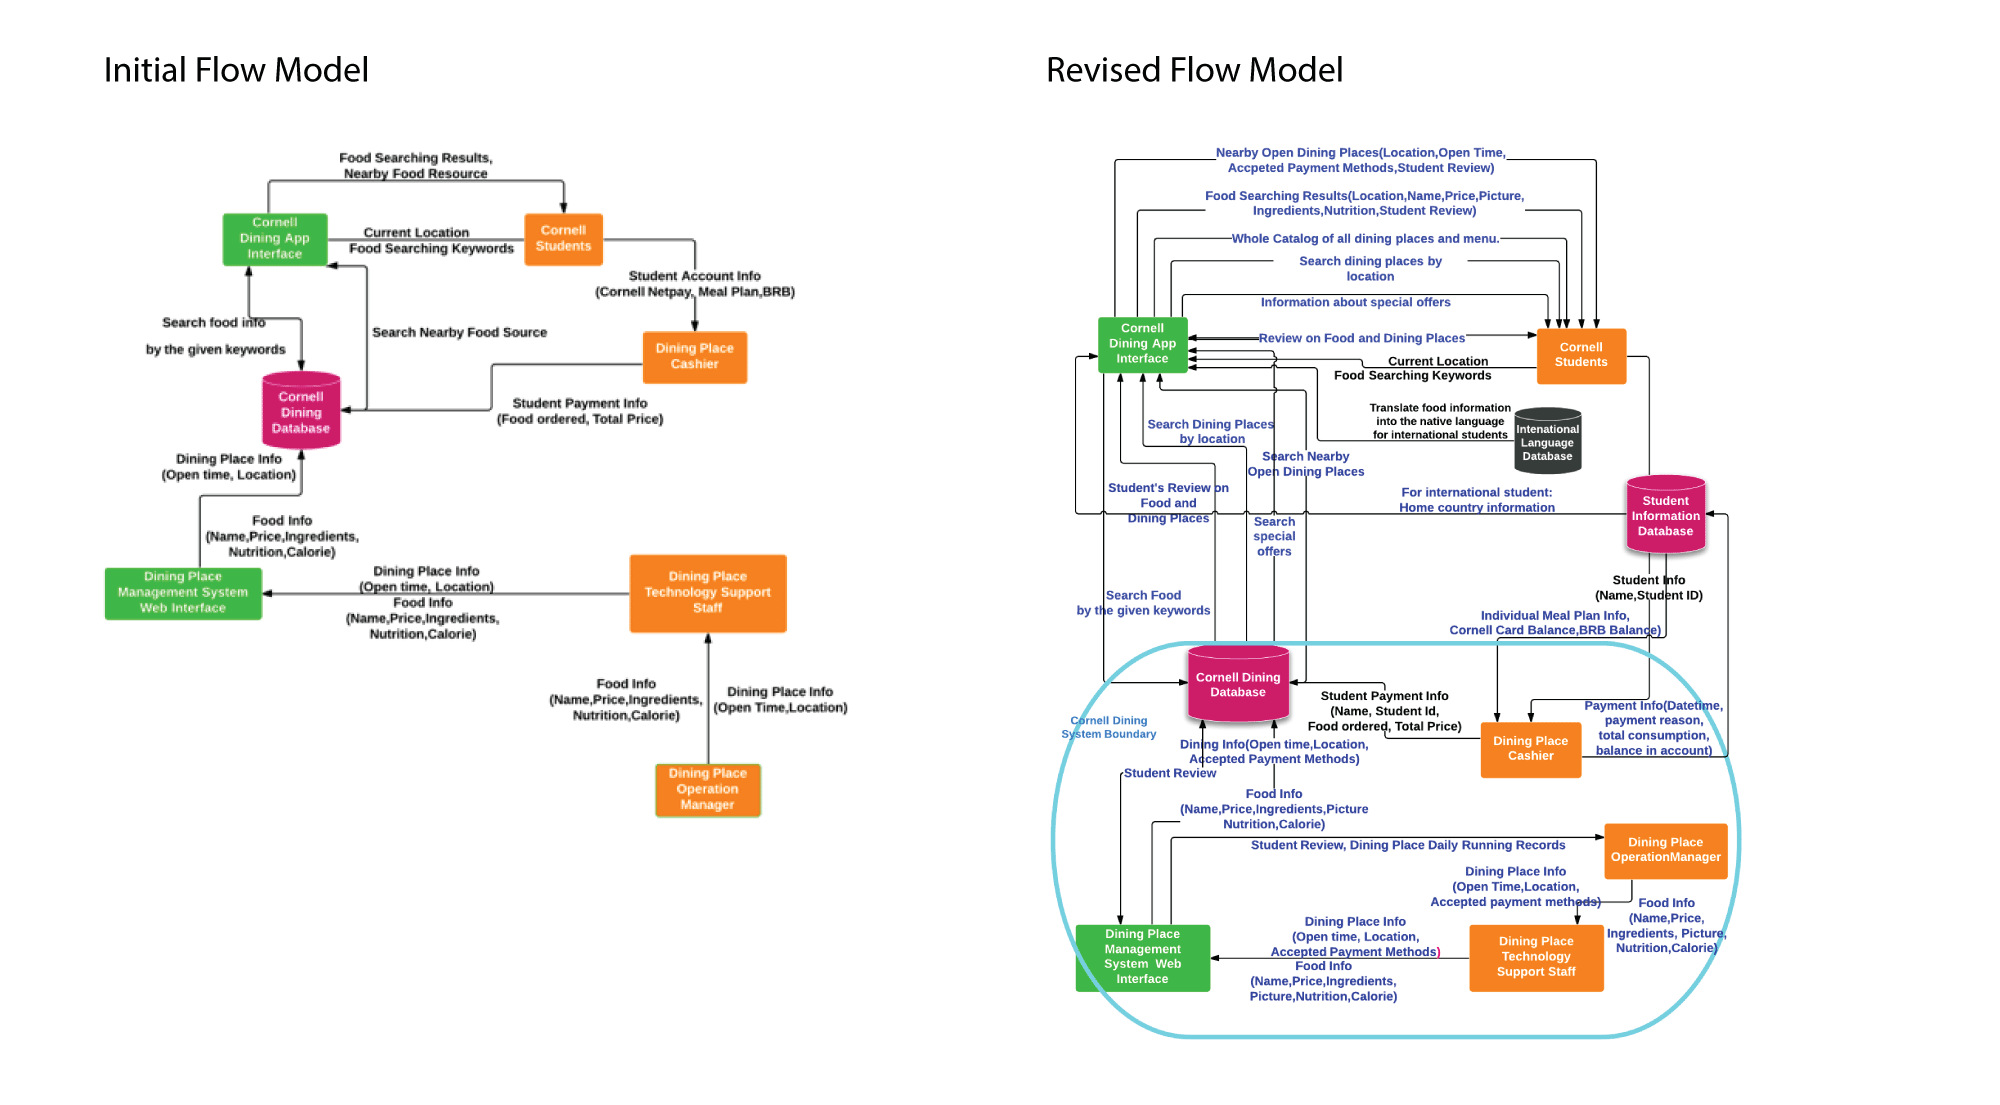 Initial Flow Model
Food Searching Results,
Nearby Food Resource
Cornell
Dining App
Interface
Current Location
Food Searching Keywords
Cornell
Students
Student Account Info
(Cornell Netpay, Meal Plan,BRB)
Search food info
by the given keywords
Search Nearby Food Source
Dining Place
Cashier
Cornell
Dining
Database
Student Payment Info
(Food ordered, Total Price)
Dining Place Info
(Open time, Location)
Food Info
(Name,Price,Ingredients,
Nutrition,Calorie)
Dining Place
Management System
Web Interface
Dining Place Info
(Open time, Location)
Food Info
(Name,Price,Ingredients,
Nutrition,Calorie)
Dining Place
Technology Support
Staff
Food Info
(Name,Price,Ingredients,
Nutrition,Calorie)
Dining Place Info
(Open Time,Location)
Dining Place
Operation
Manager
Revised Flow Model
Nearby Open Dining Places(Location,Open Time,
Accpeted Payment Methods,Student Review)
Food Searching Results(Location,Name,Price,Picture,
Ingredients,Nutrition,Student Review)
Whole Catalog of all dining places and menu.
Search dining places by
location
Information about special offers
Cornell
Dining App
Interface
Review on Food and Dining Places
Current Location
Food Searching Keywords
Cornell
Students
Translate food information
into the native language
for international students
Intenational
Language
Database
Search Dining Places
by location
Search Nearby
Open Dining Places
Student's Review on
Food and
Dining Places
Search
special
offers
For international student:
Home country information
Student
Information
Database
Student Info
(Name,Student ID)
Search Food
by the given keywords
Individual Meal Plan Info,
Cornell Card Balance,BRB Balance)
Cornell Dining
Database
Student Payment Info
(Name, Student Id,
Food ordered, Total Price)
Cornell Dining
System Boundary
Payment Info(Datetime,
payment reason,
total consumption,
balance in account)
Dining Place
Cashier
Dining Info(Open time,Location,
Accepted Payment Methods)
Student Review
Food Info
(Name,Price,Ingredients,Picture
Nutrition,Calorie)
Student Review, Dining Place Daily Running Records
Dining Place
OperationManager
Dining Place Info
(Open Time,Location,
Accepted payment methods)
Food Info
(Name,Price,
Ingredients, Picture,
Nutrition,Calorie)
Dining Place
Management
System Web
Interface
Dining Place Info
(Open time, Location,
Accepted Payment Methods)
Food Info
(Name,Price,Ingredients,
Picture,Nutrition,Calorie)
Dining Place
Technology
Support Staff